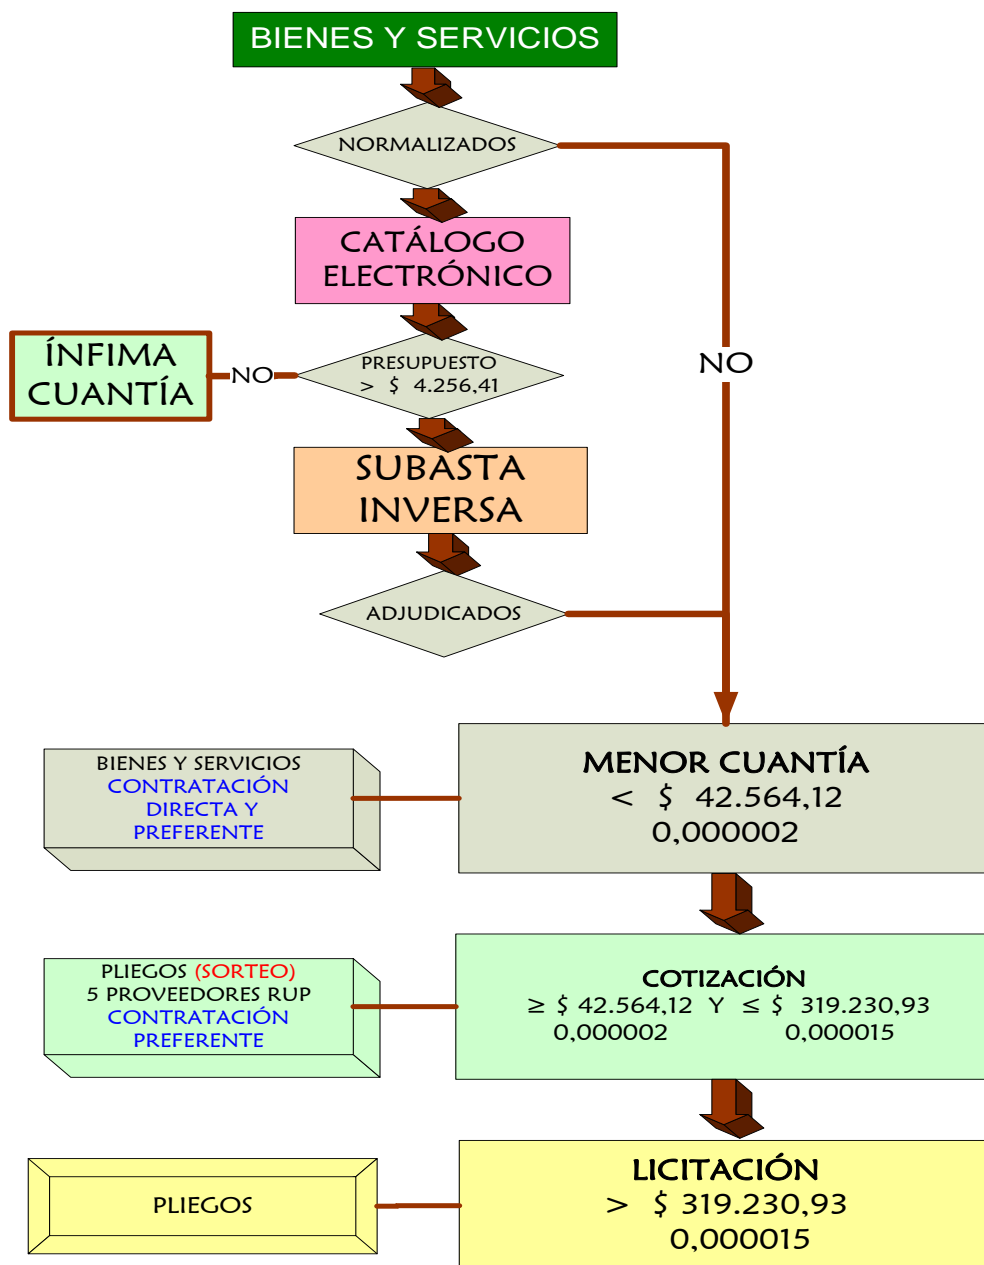 BIENES Y SERVICIOS
NORMALIZADOS
CATÁLOGO
ELECTRÓNICO
PRESUPUESTO
> $ 4.256,41
NO
ÍNFIMA
CUANTÍA
NO
SUBASTA
INVERSA
ADJUDICADOS
BIENES Y SERVICIOS
CONTRATACIÓN
DIRECTA Y
PREFERENTE
MENOR CUANTÍA
< $ 42.564,12
0,000002
PLIEGOS (SORTEO)
5 PROVEEDORES RUP
CONTRATACIÓN
PREFERENTE
COTIZACIÓN
≥ $ 42.564,12 Y ≤ $ 319.230,93
0,000002 0,000015
PLIEGOS
LICITACIÓN
> $ 319.230,93
0,000015